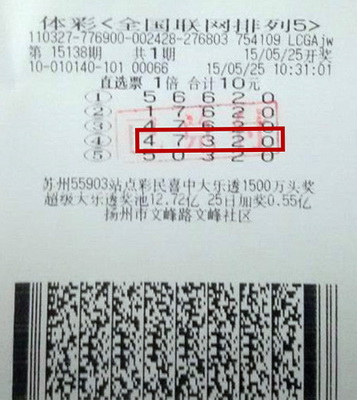 体彩<全国联网排列5>
110327-776900-002428-276803 754109 LCGAjw
第 15138期 共1期 15/05/25开奖
10-010140-101 00066 15/05/25 10:31:01
直选票 1倍 合计10元
① 5 6 6 2 0
② 1 7 6 2 0
③ 4 7 6 2 0
④ 4 7 3 2 0
⑤ 5 0 3 2 0
苏州55903站点彩民喜中大乐透1500万头奖
超级大乐透奖池12.72亿 25日加奖0.55亿
扬州市文峰路文峰社区